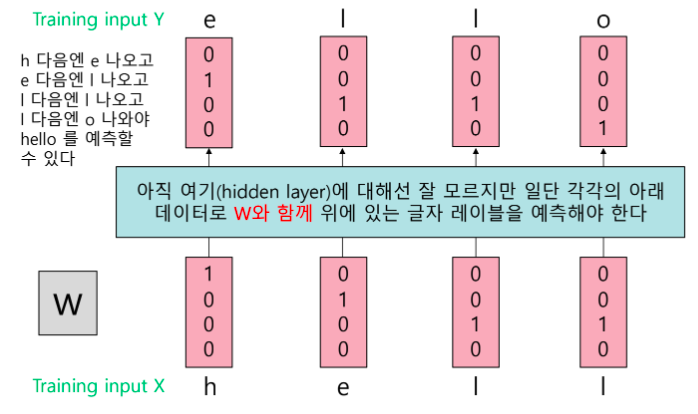 Training input Y
e l l o
h 다음엔 e 나오고
e 다음엔 l 나오고
l 다음엔 l 나오고
l 다음엔 o 나와야
hello 를 예측할
수 있다
0 0 0 0
1 0 0 0
0 1 1 0
0 0 0 1
아직 여기(hidden layer)에 대해선 잘 모르지만 일단 각각의 아래
데이터로 W와 함께 위에 있는 글자 레이블을 예측해야 한다
W
1 0 0 0
0 1 0 0
0 0 1 1
0 0 0 0
Training input X
h e l l